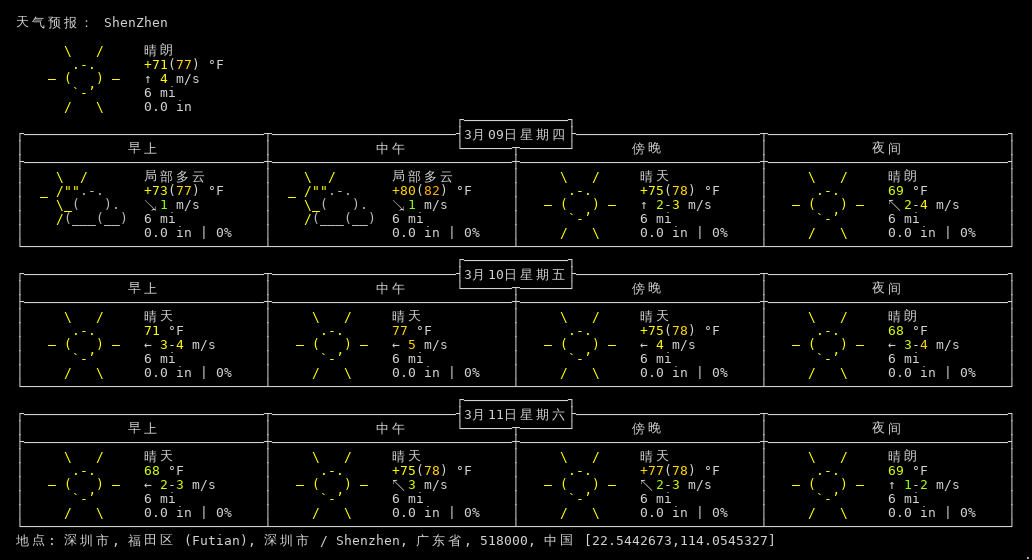 天气预报： ShenZhen
晴朗
+71(77) °F
↑ 4 m/s
6 mi
0.0 in
3月09日星期四
早上 中午 傍晚 夜间
局部多云 局部多云 晴天 晴朗
+73(77) °F +80(82) °F +75(78) °F 69 °F
↘ 1 m/s ↘ 1 m/s ↑ 2-3 m/s ↖ 2-4 m/s
6 mi 6 mi 6 mi 6 mi
0.0 in | 0% 0.0 in | 0% 0.0 in | 0% 0.0 in | 0%
3月10日星期五
早上 中午 傍晚 夜间
晴天 晴天 晴天 晴朗
71 °F 77 °F +75(78) °F 68 °F
← 3-4 m/s ← 5 m/s ← 4 m/s ← 3-4 m/s
6 mi 6 mi 6 mi 6 mi
0.0 in | 0% 0.0 in | 0% 0.0 in | 0% 0.0 in | 0%
3月11日星期六
早上 中午 傍晚 夜间
晴天 晴天 晴天 晴朗
68 °F +75(78) °F +77(78) °F 69 °F
← 2-3 m/s ↖ 3 m/s ↖ 2-3 m/s ↑ 1-2 m/s
6 mi 6 mi 6 mi 6 mi
0.0 in | 0% 0.0 in | 0% 0.0 in | 0% 0.0 in | 0%
地点: 深圳市, 福田区 (Futian), 深圳市 / Shenzhen, 广东省, 518000, 中国 [22.5442673,114.0545327]